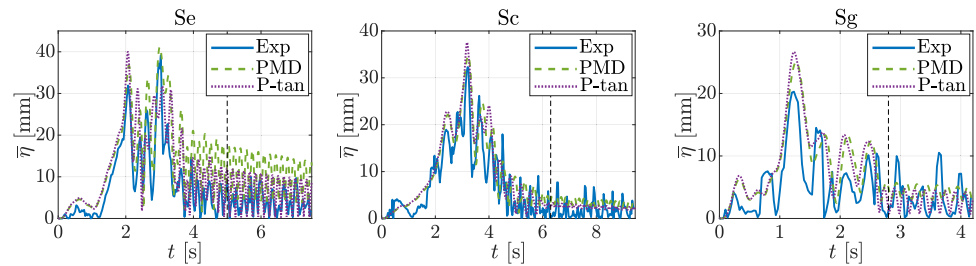 Se
Sc
Sg
η̅ [mm]
40
30
20
10
0
0 2 4 6
t [s]
Exp
PMD
P-tan
η̅ [mm]
40
30
20
10
0
0 2 4 6 8
t [s]
Exp
PMD
P-tan
η̅ [mm]
30
20
10
0
0 1 2 3 4
t [s]
Exp
PMD
P-tan